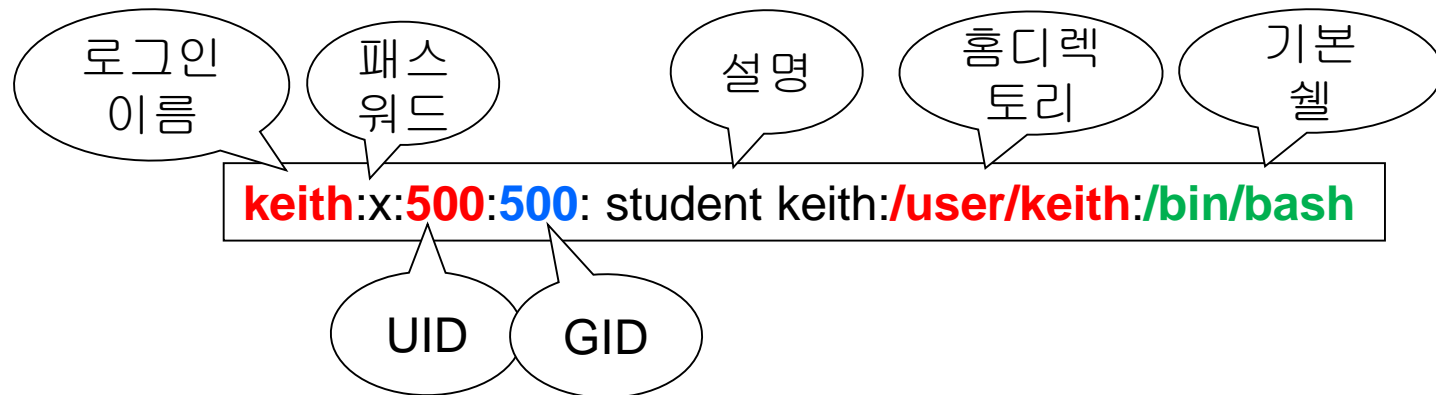 로그인
이름
패스
워드
설명
홈디렉
토리
기본
쉘
keith:x:500:500: student keith:/user/keith:/bin/bash
UID
GID